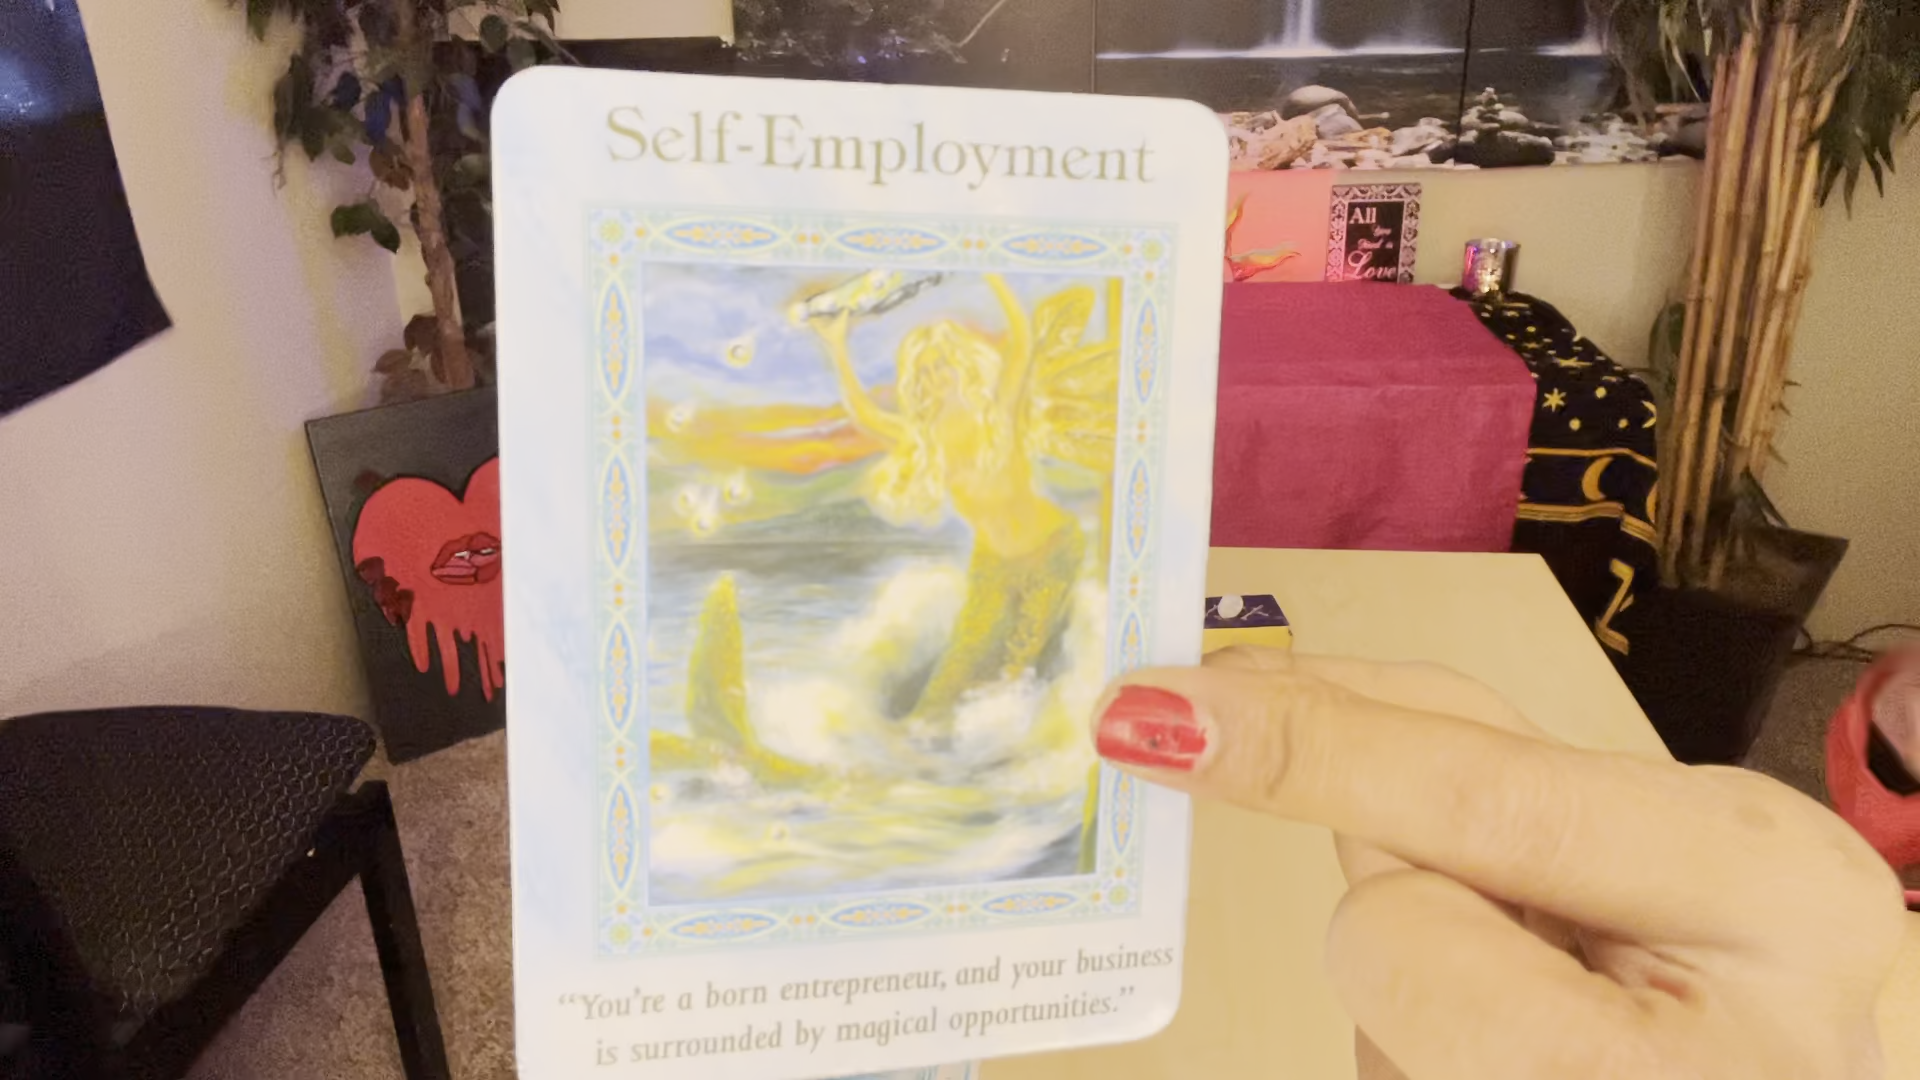 Self-Employment
All
Love
“You’re a born entrepreneur, and your business
is surrounded by magical opportunities.”